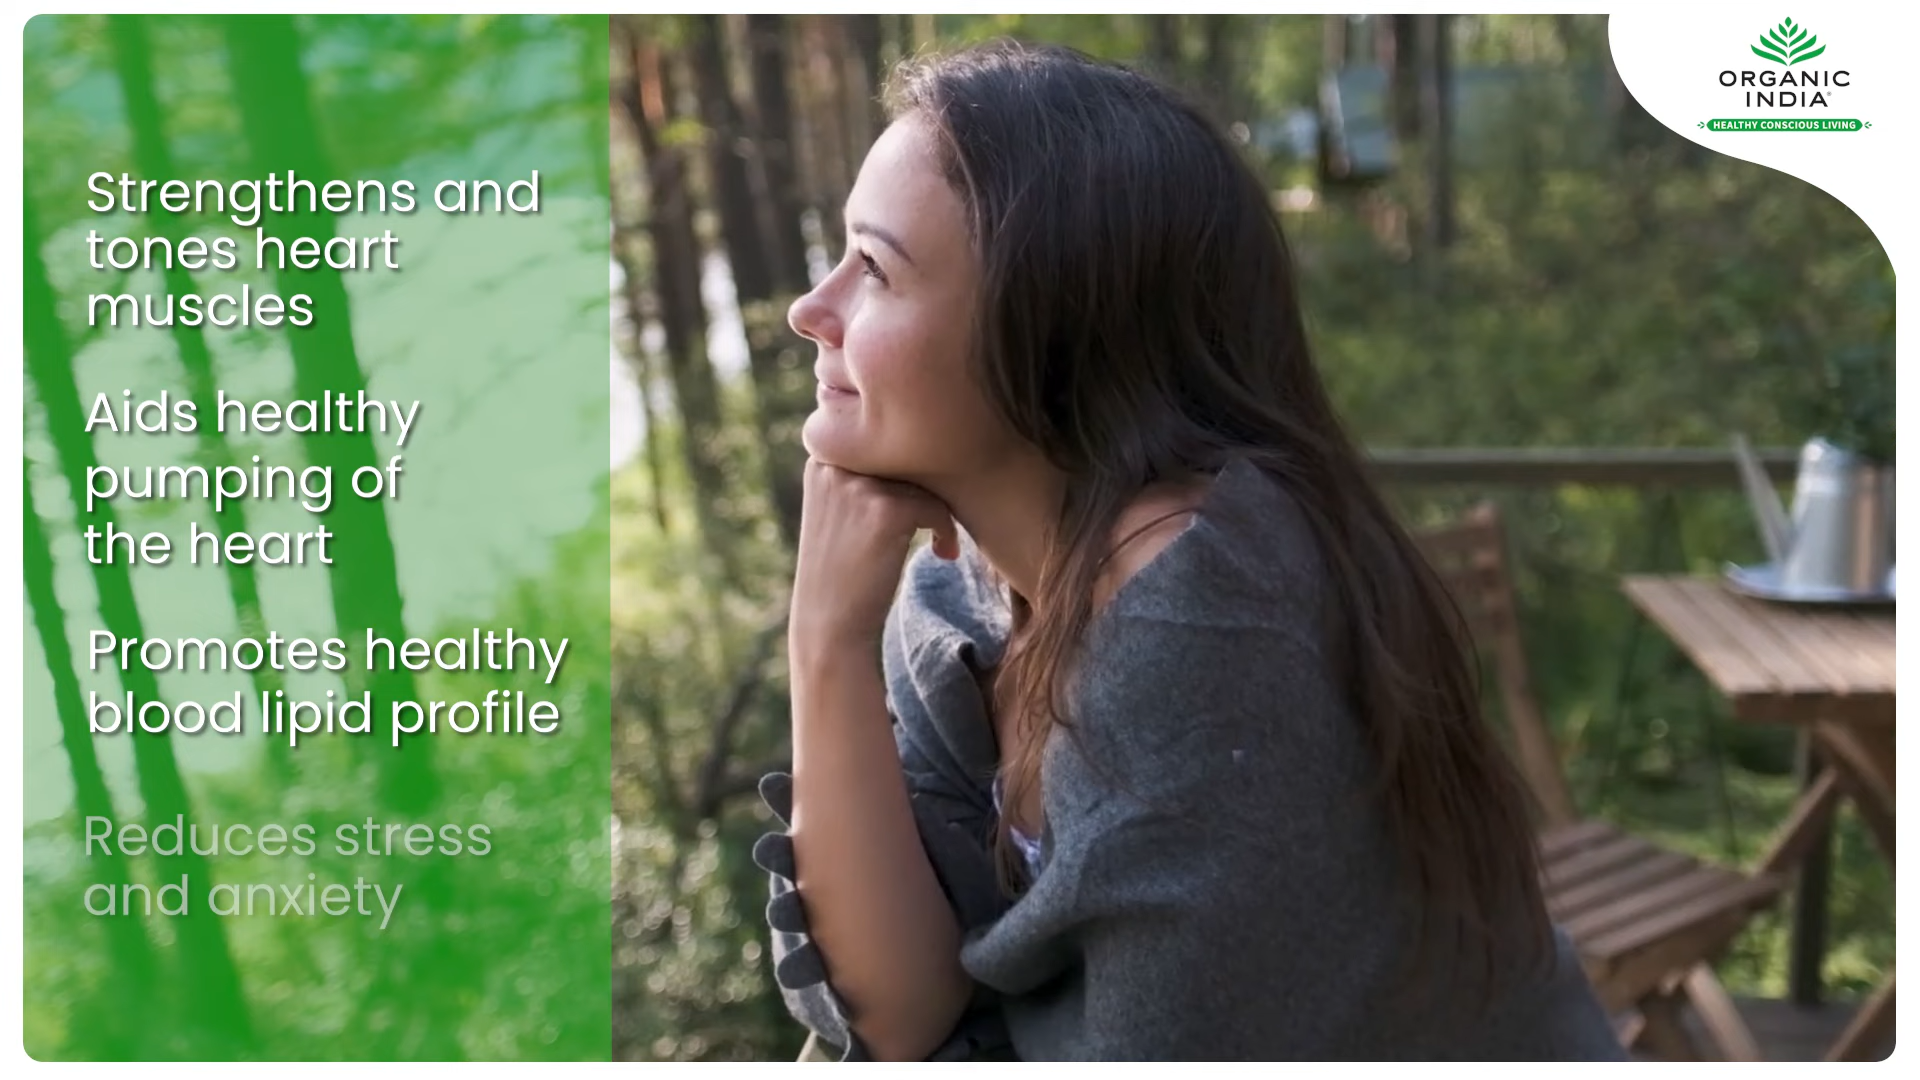 Strengthens and
tones heart
muscles
Aids healthy
pumping of
the heart
Promotes healthy
blood lipid profile
Reduces stress
and anxiety
ORGANIC
INDIA®
HEALTHY CONSCIOUS LIVING